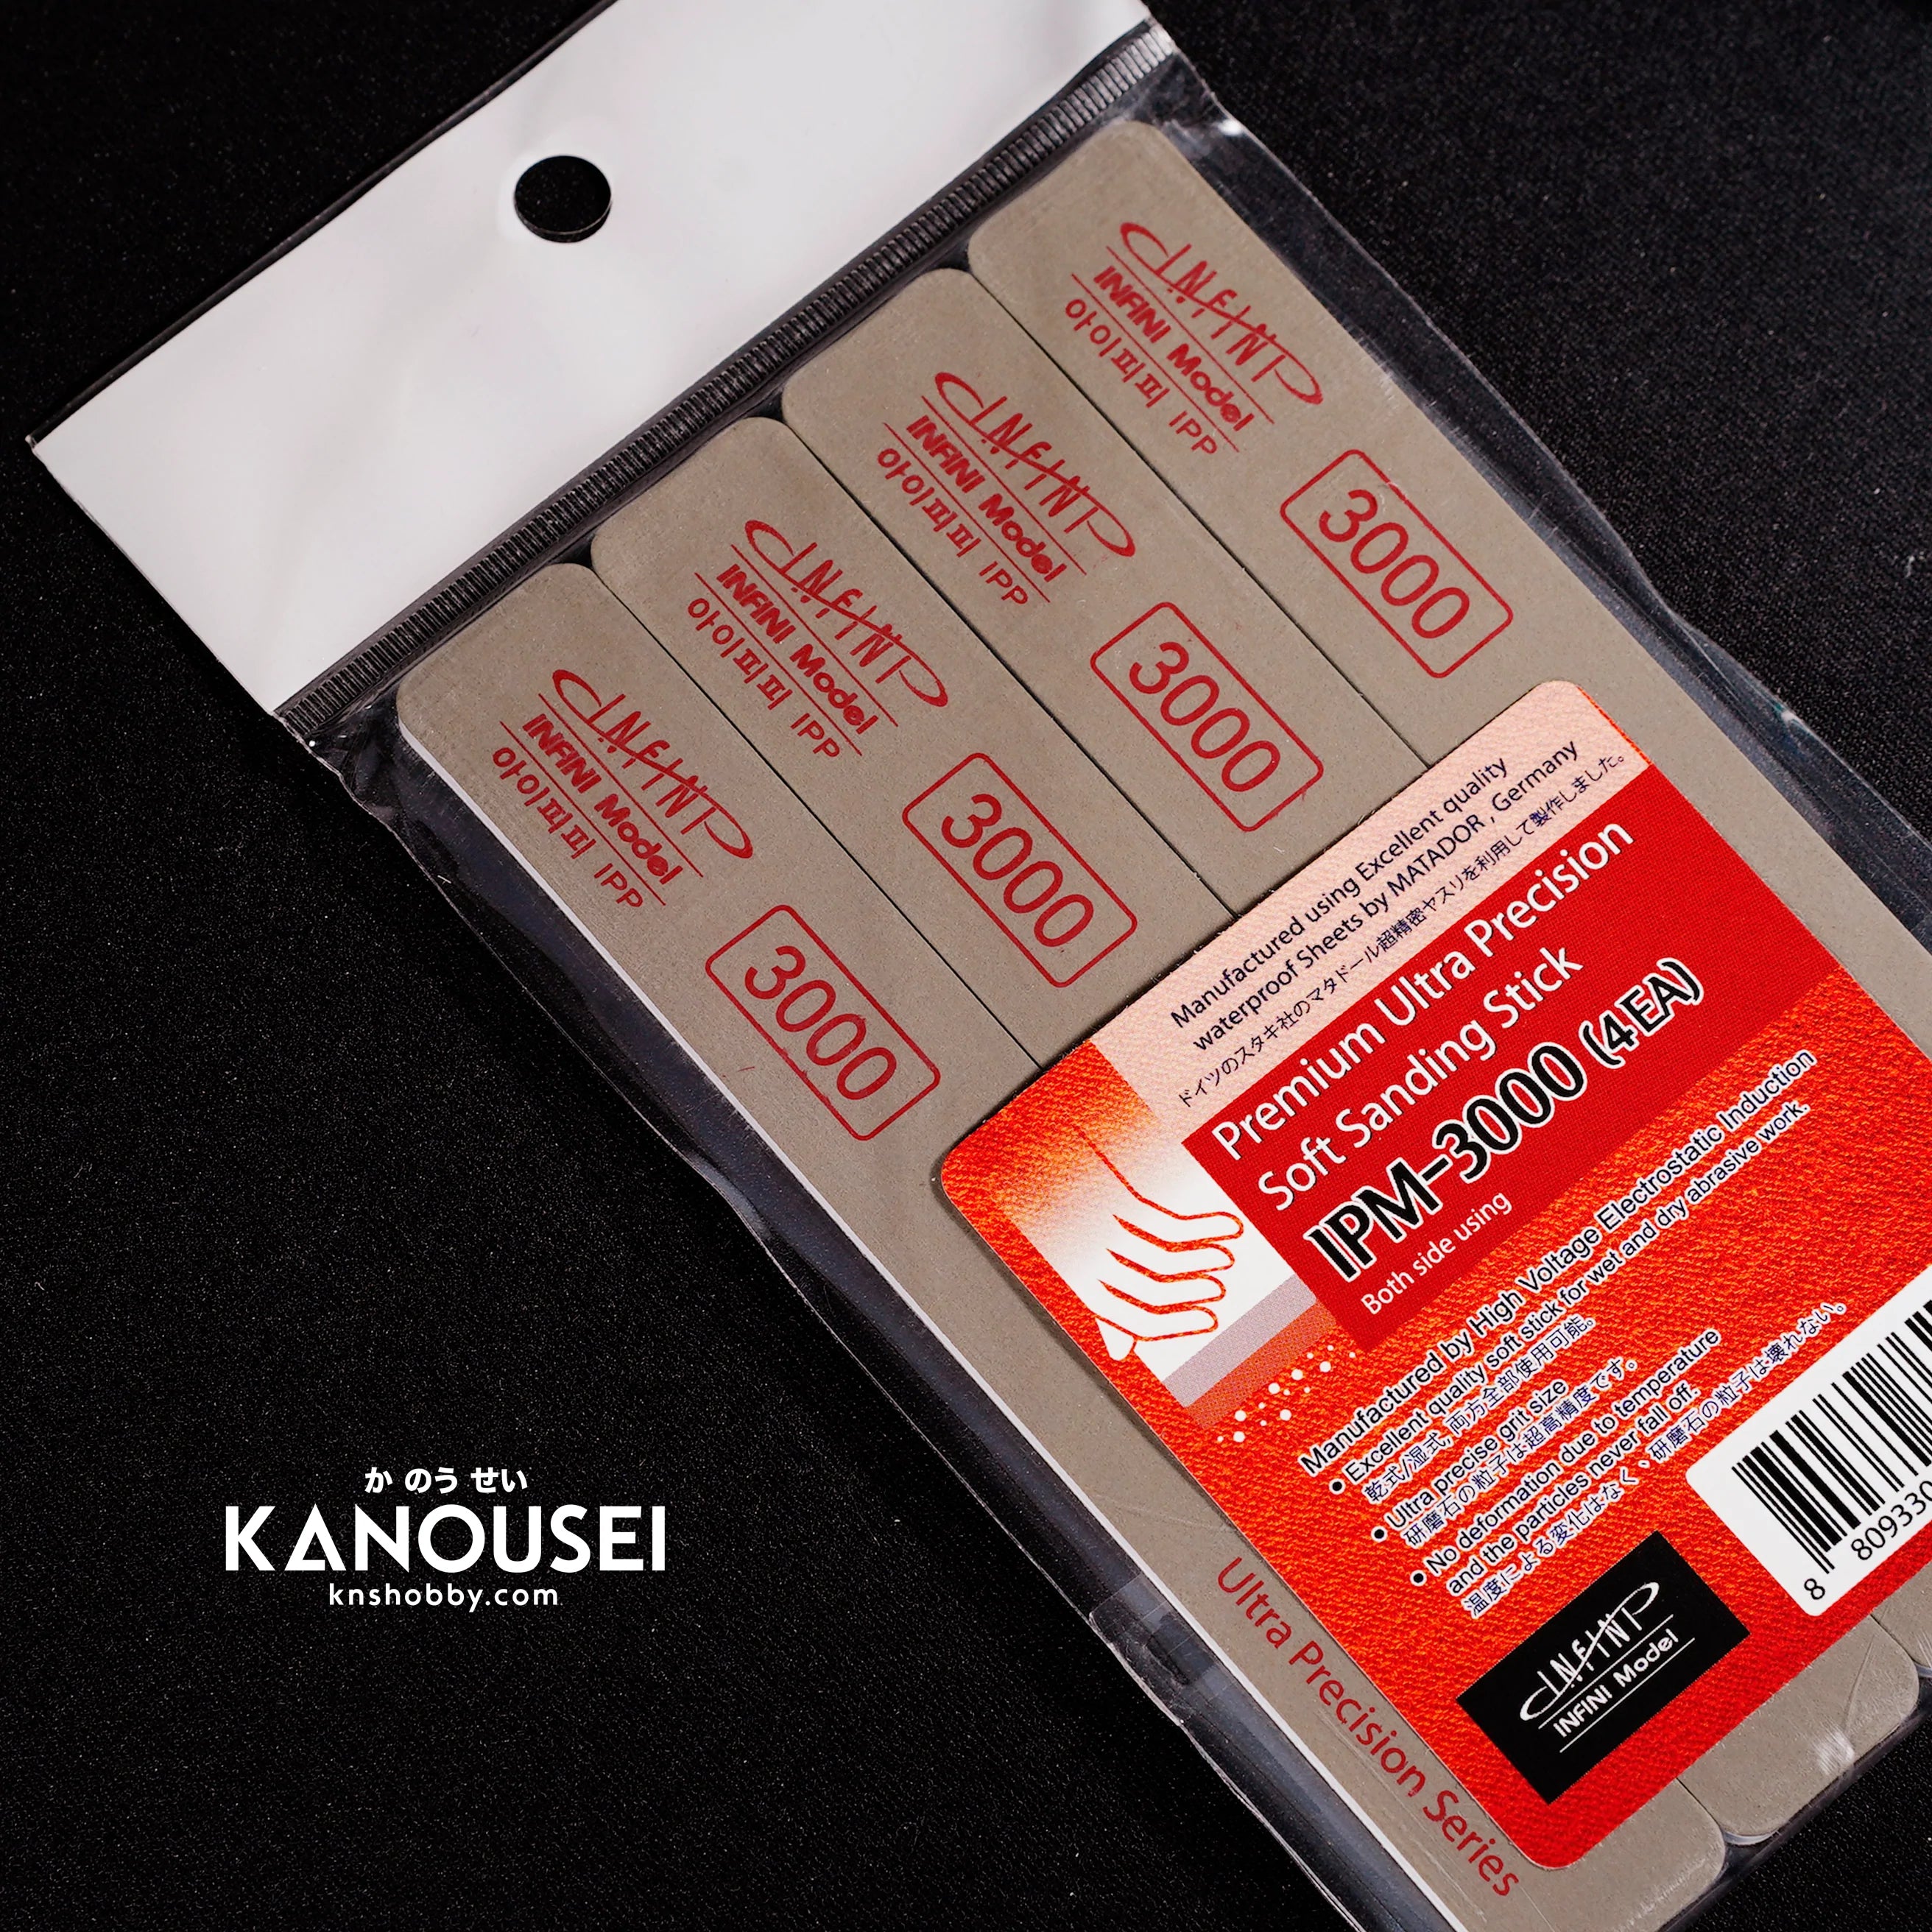 INFINI
INFINI Model
아이피피 IPP
3000
INFINI
INFINI Model
아이피피 IPP
3000
INFINI
INFINI Model
아이피피 IPP
3000
INFINI
INFINI Model
아이피피 IPP
3000
Manufactured using Excellent quality
waterproof Sheets by MATADOR , Germany
ドイツのスタキ社のマタドール超精密ヤスリを利用して製作しました。
Premium Ultra Precision
Soft Sanding Stick
IPM-3000 (4EA)
Both side using
Manufactured by High Voltage Electrostatic Induction
• Excellent quality soft stick for wet and dry abrasive work.
乾式/湿式, 両方全部使用可能。
• Ultra precise grit size
研磨石の粒子は超高精度です。
• No deformation due to temperature
and the particles never fall off.
温度による変化はなく、研磨石の粒子は壊れない。
8 809330
INFINI
INFINI Model
Ultra Precision Series
か のう せい
KANOUSEI
knshobby.com